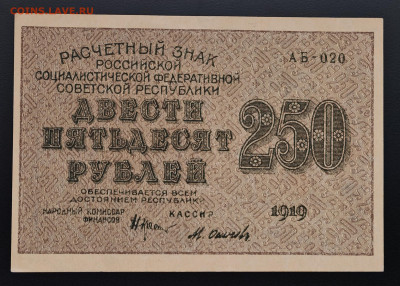 COINS.LAVE.RU
РАСЧЕТНЫЙ ЗНАК
АБ-020
РОССИЙСКОЙ
СОЦИАЛИСТИЧЕСКОЙ ФЕДЕРАТИВНОЙ
СОВЕТСКОЙ РЕСПУБЛИКИ
ДВЕСТИ
ПЯТЬДЕСЯТ
РУБЛЕЙ
250
ОБЕСПЕЧИВАЕТСЯ ВСЕМ
ДОСТОЯНИЕМ РЕСПУБЛИКИ
НАРОДНЫЙ КОМИССАР
ФИНАНСОВ
КАССИР
1919